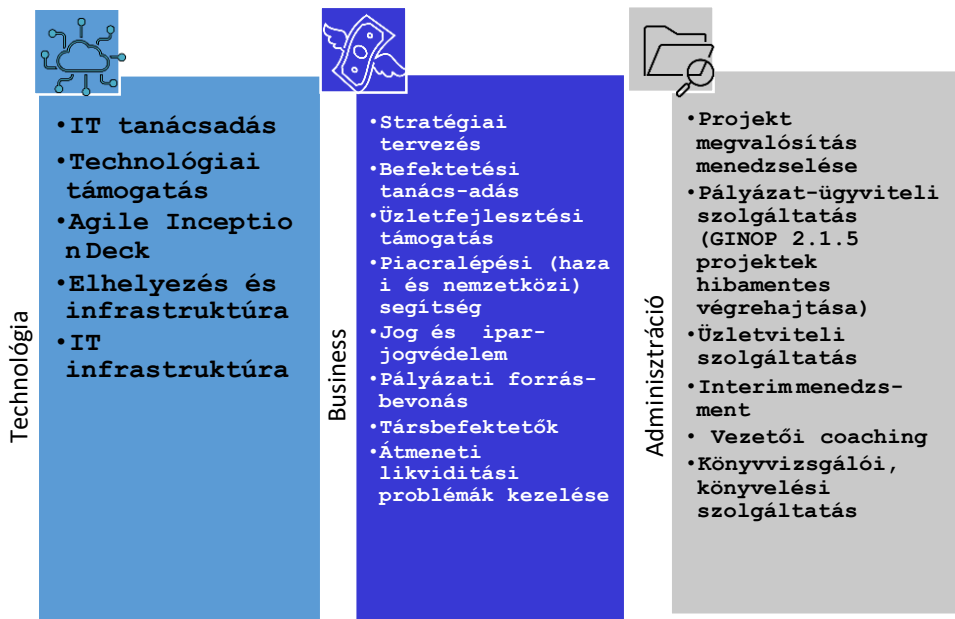 Technológia
•IT tanácsadás
•Technológiai
támogatás
•Agile Inceptio
n Deck
•Elhelyezés és
infrastruktúra
•IT
infrastruktúra
Business
•Stratégiai
tervezés
•Befektetési
tanács-adás
•Üzletfejlesztési
támogatás
•Piacralépési (haza
i és nemzetközi)
segítség
•Jog és ipar-
jogvédelem
•Pályázati forrás-
bevonás
•Társbefektetők
•Átmeneti
likviditási
problémák kezelése
Adminisztráció
•Projekt
megvalósítás
menedzselése
•Pályázat-ügyviteli
szolgáltatás
(GINOP 2.1.5
projektek
hibamentes
végrehajtása)
•Üzletviteli
szolgáltatás
•Interim menedzs-
ment
• Vezetői coaching
•Könyvvizsgálói,
könyvelési
szolgáltatás